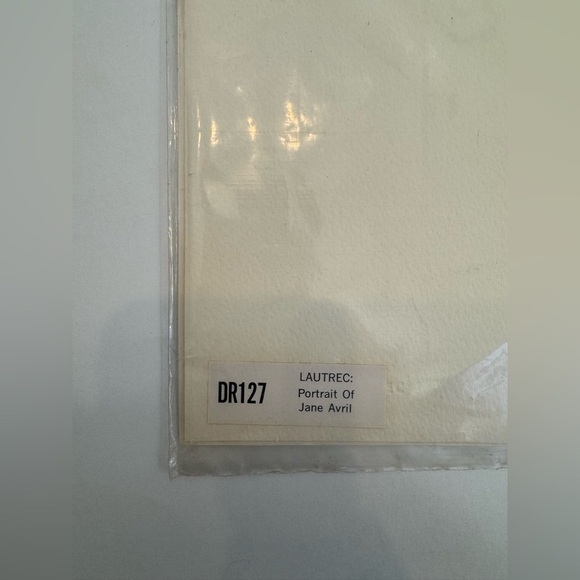 DR127
LAUTREC:
Portrait Of
Jane Avril